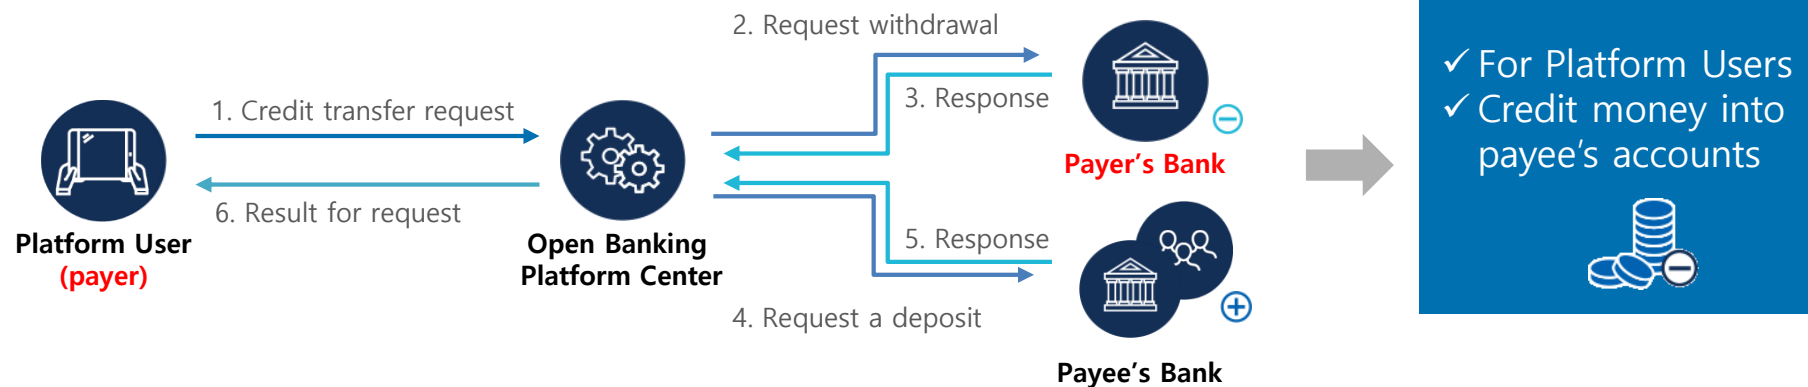 1. Credit transfer request
6. Result for request
Platform User
(payer)
Open Banking
Platform Center
2. Request withdrawal
3. Response
Payer's Bank
5. Response
4. Request a deposit
Payee's Bank
✓ For Platform Users
✓ Credit money into
payee's accounts